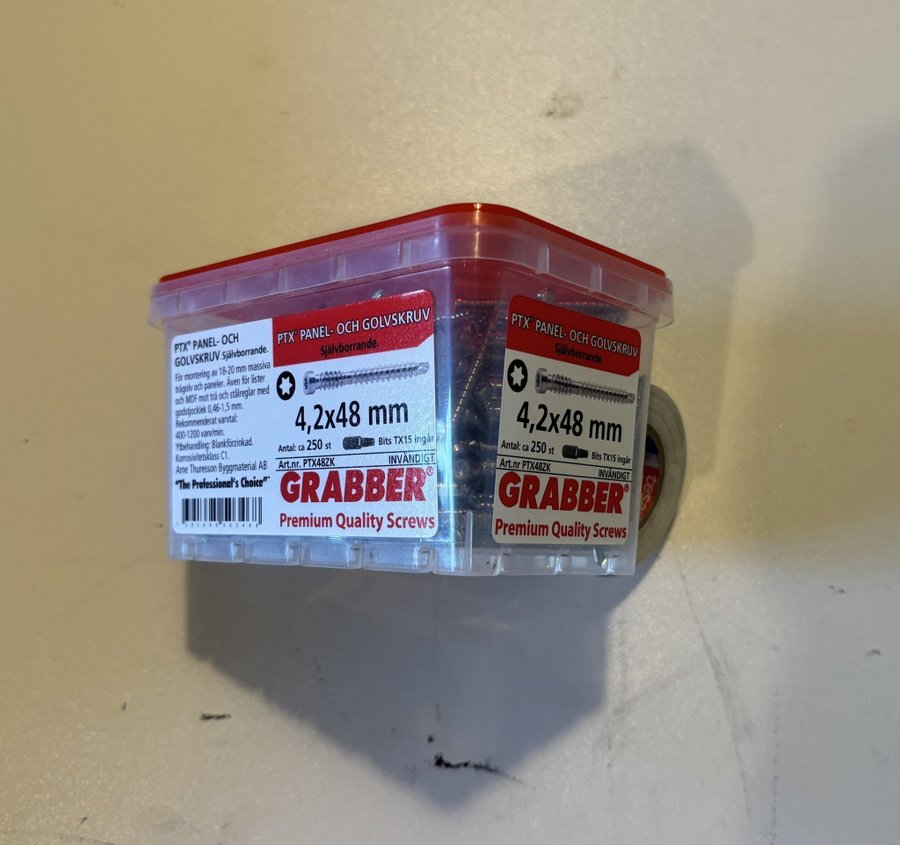 PTX® PANEL- OCH
GOLVSKRUV Självborrande.
För montering av 18-20 mm massiva
trägolv och paneler. Även för lister
och MDF mot trä och stålreglar med
godstjocklek 0,46-1,5 mm.
Rekommenderat varvtal:
400-1200 varv/min.
Ytbehandling: Blankförzinkad.
Korrosivitetsklass C1.
Arne Thuresson Byggmaterial AB
"The Professional's Choice"
PTX® PANEL- OCH GOLVSKRUV
Självborrande.
4,2x48 mm
Antal: ca 250 st
Bits TX15 ingår
Art.nr. PTX48ZK
INVÄNDIGT
GRABBER®
Premium Quality Screws
PTX® PANEL- OCH GOLVSKRUV
Självborrande.
4,2x48 mm
Antal: ca 250 st
Bits TX15 ingår
Art.nr PTX48ZK
INVÄNDIGT
GRABBER®
Premium Quality Screws